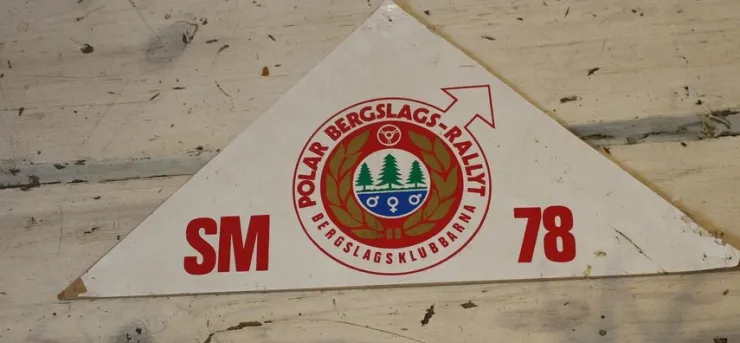 POLAR BERGSLAGS-RALLYT
BERGSLAGSKLUBBARNA
SM
78